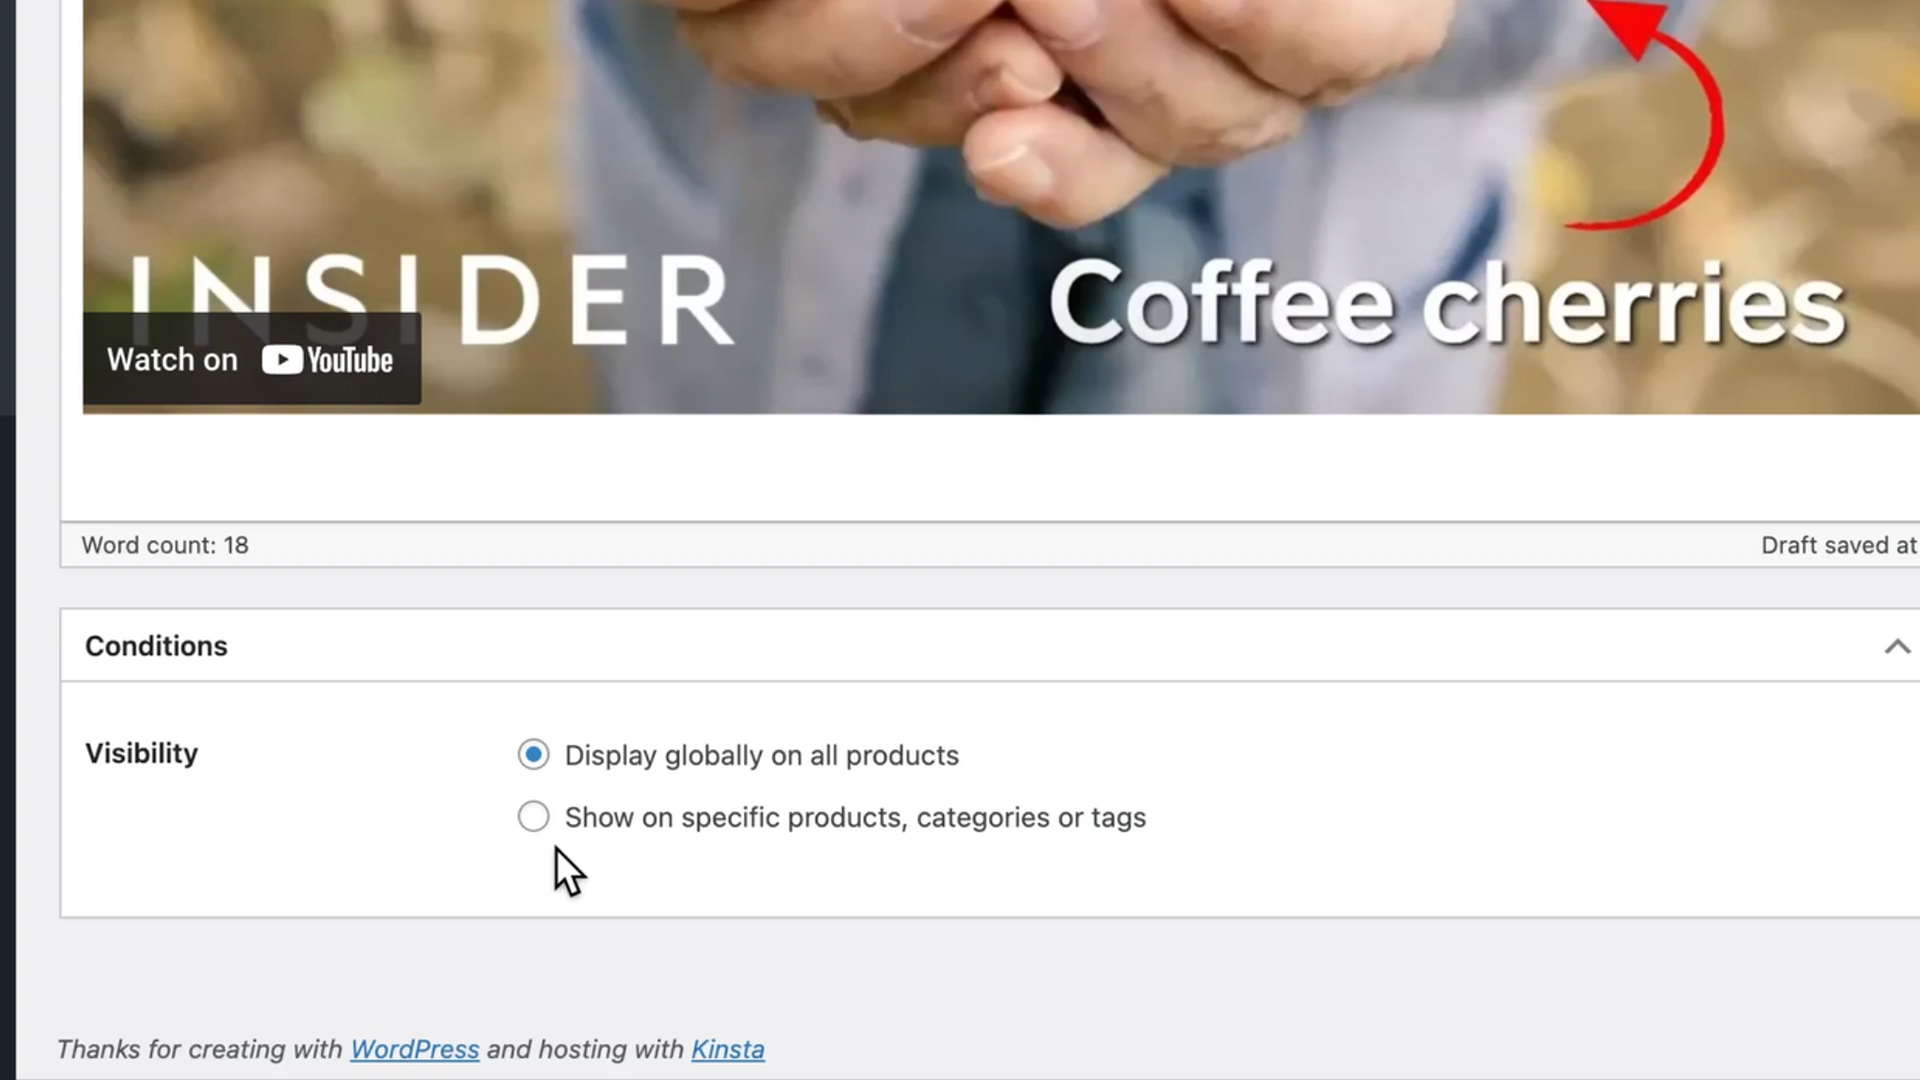 INSIDER
Coffee cherries
Watch on YouTube
Word count: 18
Draft saved at
Conditions
Visibility
Display globally on all products
Show on specific products, categories or tags
Thanks for creating with WordPress and hosting with Kinsta